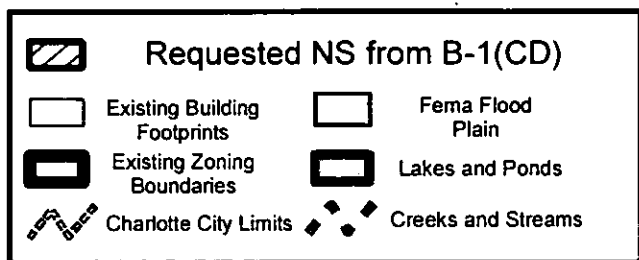 Requested NS from B-1(CD)
Existing Building
Footprints
Fema Flood
Plain
Existing Zoning
Boundaries
Lakes and Ponds
Charlotte City Limits
Creeks and Streams